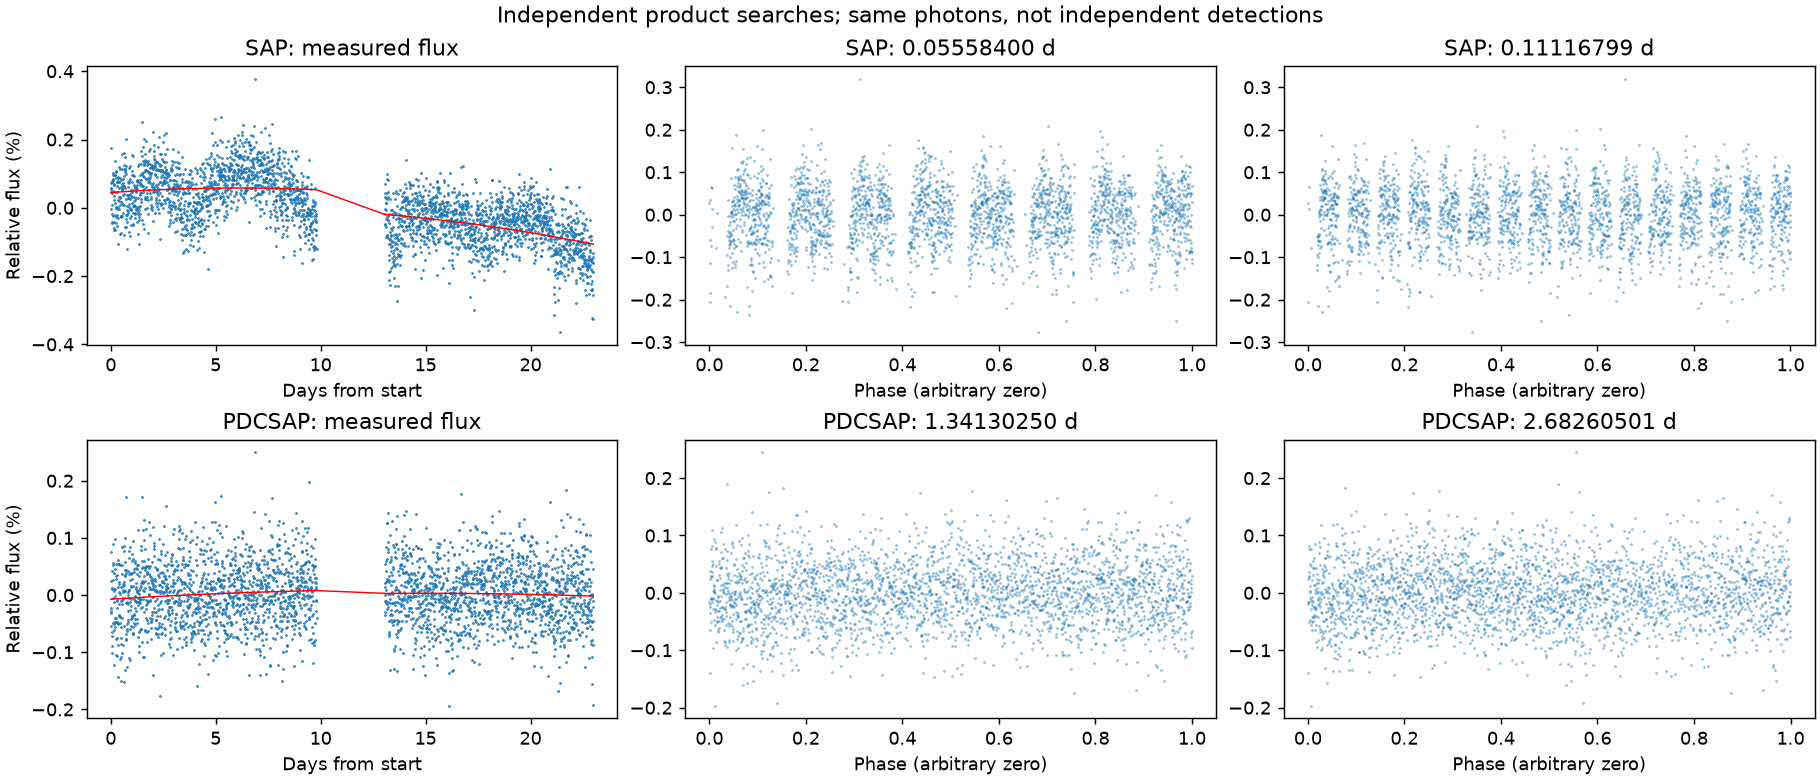 Independent product searches; same photons, not independent detections
SAP: measured flux
Relative flux (%)
0.4
0.2
0.0
−0.2
−0.4
0 5 10 15 20
Days from start
SAP: 0.05558400 d
0.3
0.2
0.1
0.0
−0.1
−0.2
−0.3
0.0 0.2 0.4 0.6 0.8 1.0
Phase (arbitrary zero)
SAP: 0.11116799 d
0.3
0.2
0.1
0.0
−0.1
−0.2
−0.3
0.0 0.2 0.4 0.6 0.8 1.0
Phase (arbitrary zero)
PDCSAP: measured flux
Relative flux (%)
0.2
0.1
0.0
−0.1
−0.2
0 5 10 15 20
Days from start
PDCSAP: 1.34130250 d
0.2
0.1
0.0
−0.1
−0.2
0.0 0.2 0.4 0.6 0.8 1.0
Phase (arbitrary zero)
PDCSAP: 2.68260501 d
0.2
0.1
0.0
−0.1
−0.2
0.0 0.2 0.4 0.6 0.8 1.0
Phase (arbitrary zero)